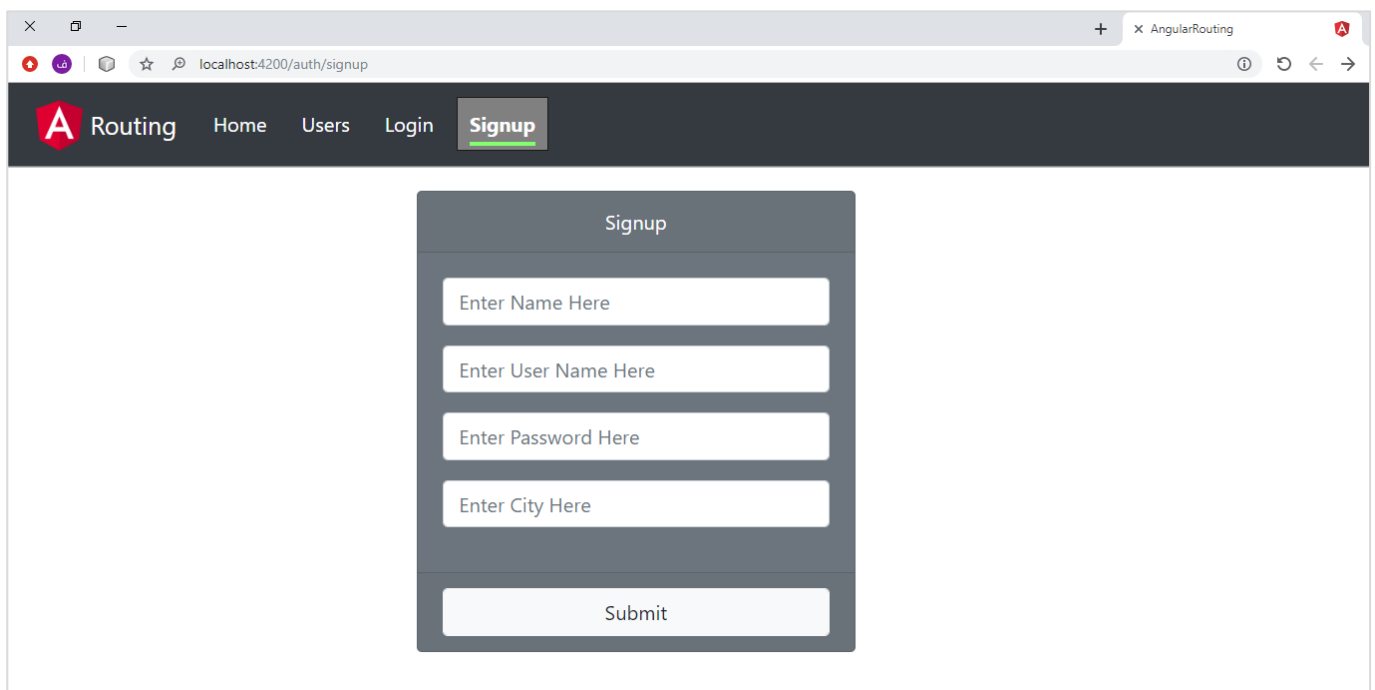 AngularRouting
localhost:4200/auth/signup
ف
Routing Home Users Login Signup
Signup
Enter Name Here
Enter User Name Here
Enter Password Here
Enter City Here
Submit